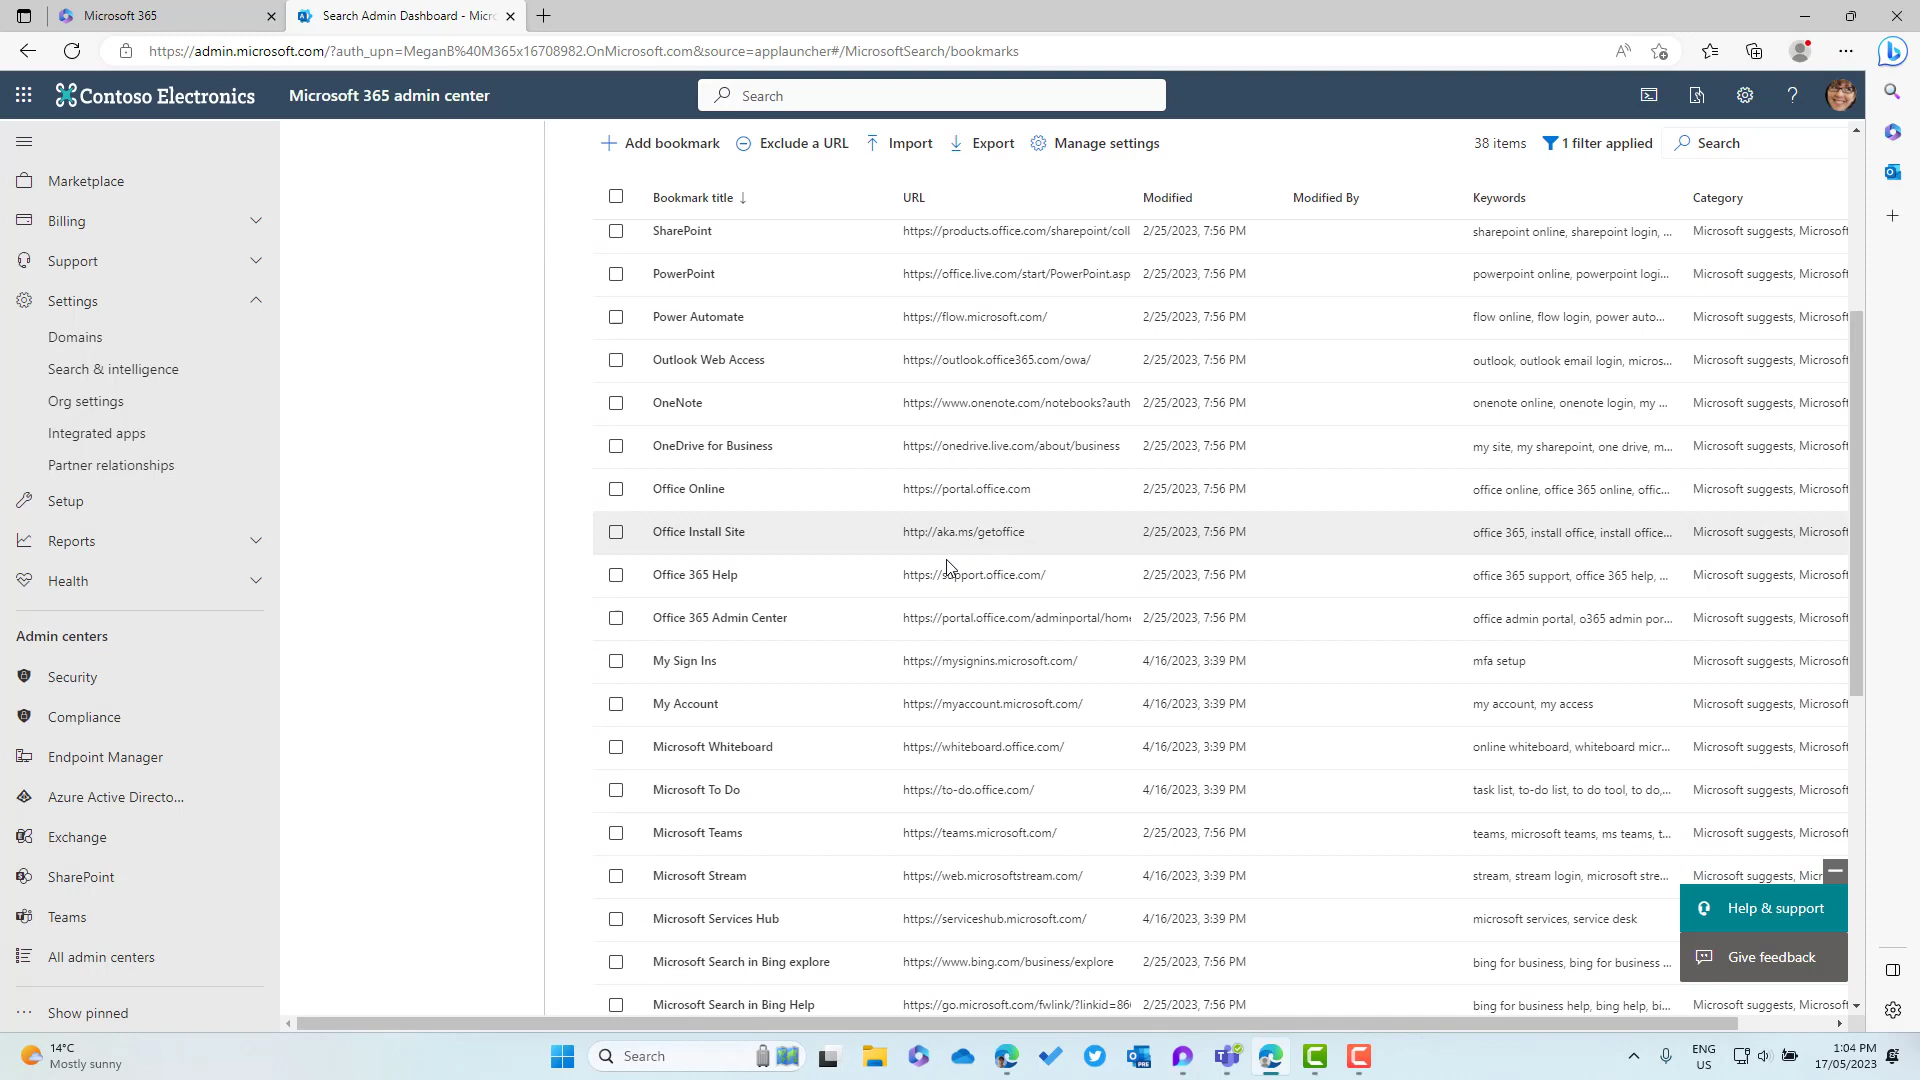 Microsoft 365
Search Admin Dashboard - Micr
https://admin.microsoft.com/?auth_upn=MeganB%40M365x16708982.OnMicrosoft.com&source=applauncher#/MicrosoftSearch/bookmarks
Contoso Electronics
Microsoft 365 admin center
Search
Add bookmark
Exclude a URL
Import
Export
Manage settings
38 items
1 filter applied
Search
Marketplace
Billing
Support
Settings
Domains
Search & intelligence
Org settings
Integrated apps
Partner relationships
Setup
Reports
Health
Admin centers
Security
Compliance
Endpoint Manager
Azure Active Directo...
Exchange
SharePoint
Teams
All admin centers
Show pinned
Bookmark title ↓ URL Modified Modified By Keywords Category
SharePoint https://products.office.com/sharepoint/coll 2/25/2023, 7:56 PM sharepoint online, sharepoint login, ... Microsoft suggests, Microsoft
PowerPoint https://office.live.com/start/PowerPoint.asp 2/25/2023, 7:56 PM powerpoint online, powerpoint logi... Microsoft suggests, Microsoft
Power Automate https://flow.microsoft.com/ 2/25/2023, 7:56 PM flow online, flow login, power auto... Microsoft suggests, Microsoft
Outlook Web Access https://outlook.office365.com/owa/ 2/25/2023, 7:56 PM outlook, outlook email login, micros... Microsoft suggests, Microsoft
OneNote https://www.onenote.com/notebooks?auth 2/25/2023, 7:56 PM onenote online, onenote login, my ... Microsoft suggests, Microsoft
OneDrive for Business https://onedrive.live.com/about/business 2/25/2023, 7:56 PM my site, my sharepoint, one drive, m... Microsoft suggests, Microsoft
Office Online https://portal.office.com 2/25/2023, 7:56 PM office online, office 365 online, offic... Microsoft suggests, Microsoft
Office Install Site http://aka.ms/getoffice 2/25/2023, 7:56 PM office 365, install office, install office... Microsoft suggests, Microsoft
Office 365 Help https://support.office.com/ 2/25/2023, 7:56 PM office 365 support, office 365 help, ... Microsoft suggests, Microsoft
Office 365 Admin Center https://portal.office.com/adminportal/home 2/25/2023, 7:56 PM office admin portal, o365 admin por... Microsoft suggests, Microsoft
My Sign Ins https://mysignins.microsoft.com/ 4/16/2023, 3:39 PM mfa setup Microsoft suggests, Microsoft
My Account https://myaccount.microsoft.com/ 4/16/2023, 3:39 PM my account, my access Microsoft suggests, Microsoft
Microsoft Whiteboard https://whiteboard.office.com/ 4/16/2023, 3:39 PM online whiteboard, whiteboard micr... Microsoft suggests, Microsoft
Microsoft To Do https://to-do.office.com/ 4/16/2023, 3:39 PM task list, to-do list, to do tool, to do,... Microsoft suggests, Microsoft
Microsoft Teams https://teams.microsoft.com/ 2/25/2023, 7:56 PM teams, microsoft teams, ms teams, t... Microsoft suggests, Microsoft
Microsoft Stream https://web.microsoftstream.com/ 4/16/2023, 3:39 PM stream, stream login, microsoft stre... Microsoft suggests, Micr
Microsoft Services Hub https://serviceshub.microsoft.com/ 4/16/2023, 3:39 PM microsoft services, service desk
Microsoft Search in Bing explore https://www.bing.com/business/explore 2/25/2023, 7:56 PM bing for business, bing for business ...
Microsoft Search in Bing Help https://go.microsoft.com/fwlink/?linkid=86 2/25/2023, 7:56 PM bing for business help, bing help, bi... Microsoft suggests, Microsoft
Help & support
Give feedback
14°C
Mostly sunny
Search
ENG
US
1:04 PM
17/05/2023